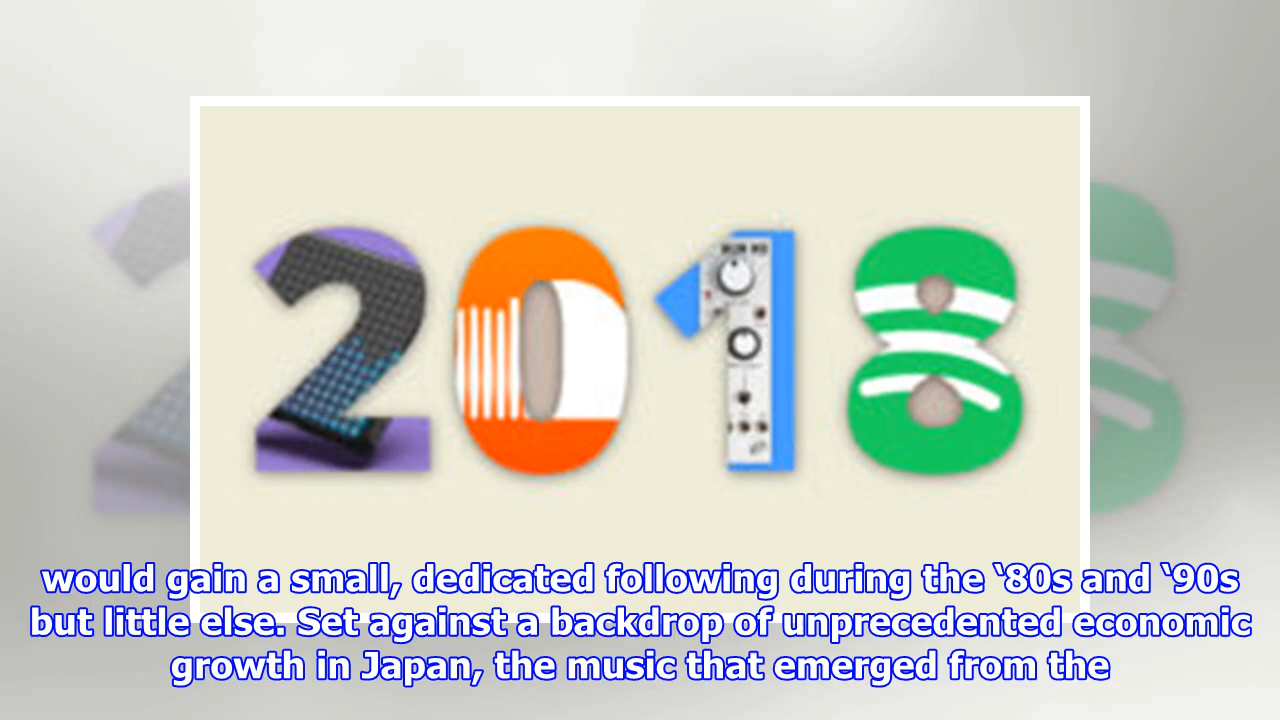 2018
would gain a small, dedicated following during the ‘80s and ‘90s
but little else. Set against a backdrop of unprecedented economic
growth in Japan, the music that emerged from the